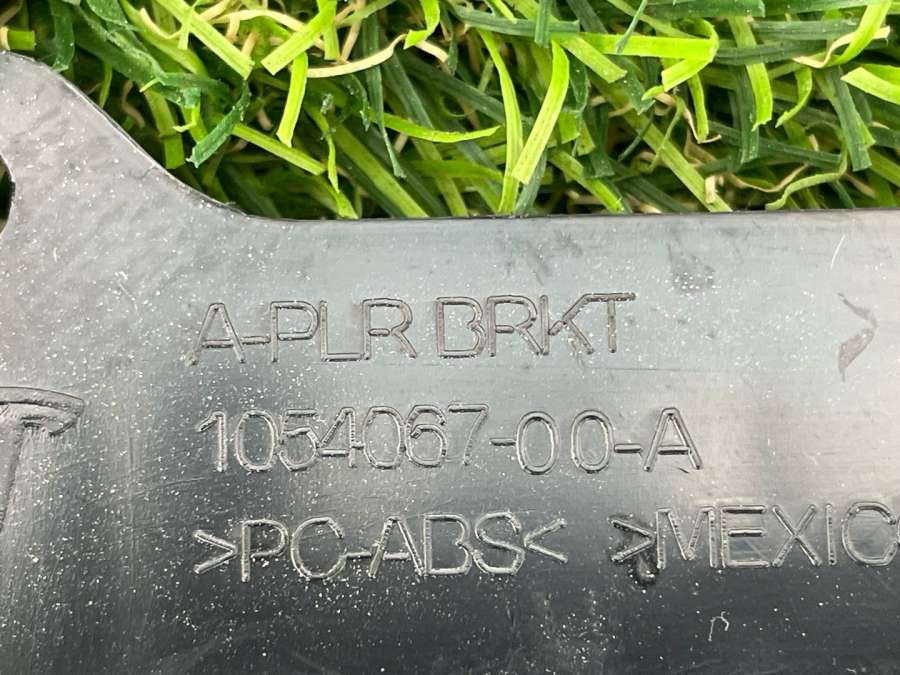 A-PLR BRKT
1054067-00-A
>PC-ABS< >MEXICO